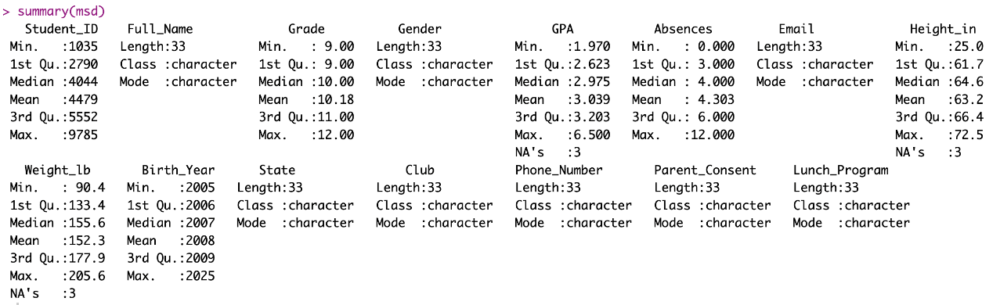 > summary(msd)
   Student_ID    Full_Name             Grade          Gender               GPA           Absences         Email             Height_in
 Min.   :1035   Length:33          Min.   : 9.00   Length:33          Min.   :1.970   Min.   : 0.000   Length:33          Min.   :25.0
 1st Qu.:2790   Class :character   1st Qu.: 9.00   Class :character   1st Qu.:2.623   1st Qu.: 3.000   Class :character   1st Qu.:61.7
 Median :4044   Mode  :character   Median :10.00   Mode  :character   Median :2.975   Median : 4.000   Mode  :character   Median :64.6
 Mean   :4479                      Mean   :10.18                      Mean   :3.039   Mean   : 4.303                      Mean   :63.2
 3rd Qu.:5552                      3rd Qu.:11.00                      3rd Qu.:3.203   3rd Qu.: 6.000                      3rd Qu.:66.4
 Max.   :9785                      Max.   :12.00                      Max.   :6.500   Max.   :12.000                      Max.   :72.5
                                                                      NA's   :3                                           NA's   :3
   Weight_lb      Birth_Year      State               Club           Phone_Number       Parent_Consent     Lunch_Program
 Min.   : 90.4   Min.   :2005   Length:33          Length:33          Length:33          Length:33          Length:33
 1st Qu.:133.4   1st Qu.:2006   Class :character   Class :character   Class :character   Class :character   Class :character
 Median :155.6   Median :2007   Mode  :character   Mode  :character   Mode  :character   Mode  :character   Mode  :character
 Mean   :152.3   Mean   :2008
 3rd Qu.:177.9   3rd Qu.:2009
 Max.   :205.6   Max.   :2025
 NA's   :3